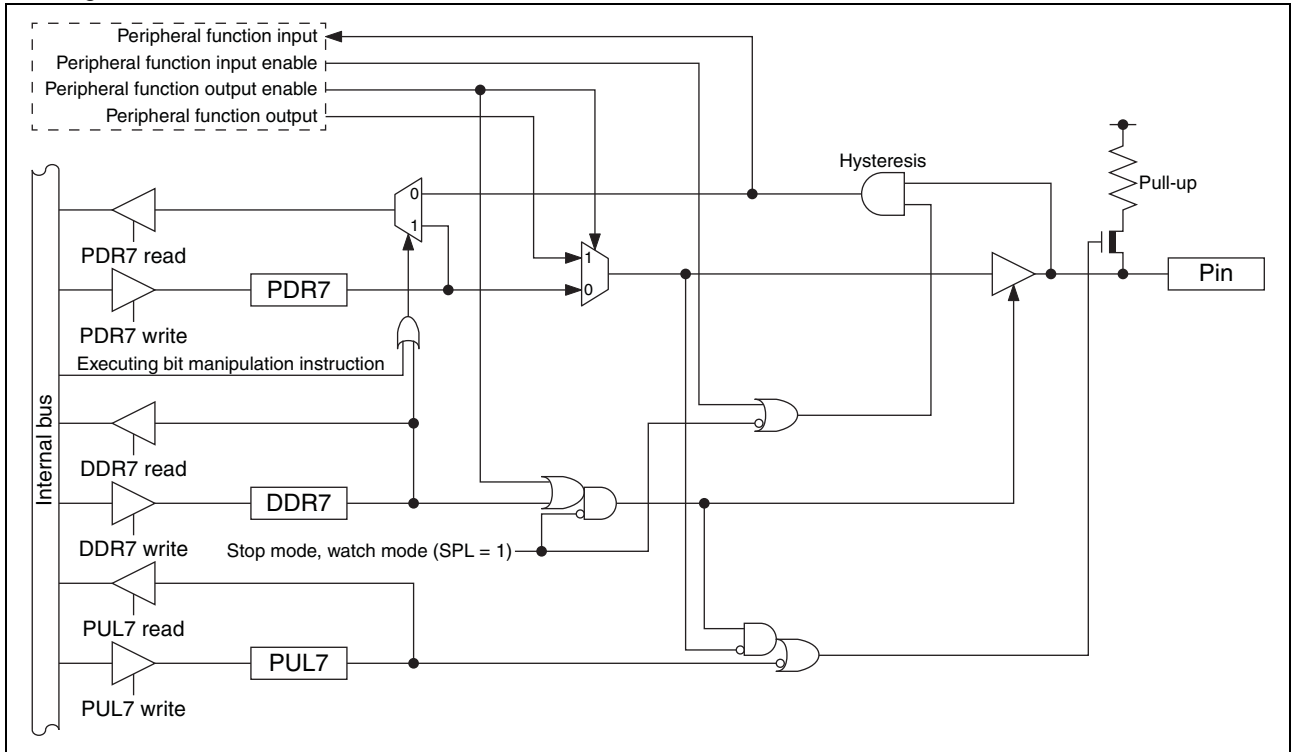 Peripheral function input
Peripheral function input enable
Peripheral function output enable
Peripheral function output
Hysteresis
Pull-up
0
1
PDR7 read
1
0
Pin
PDR7
PDR7 write
Executing bit manipulation instruction
Internal bus
DDR7 read
DDR7
DDR7 write
Stop mode, watch mode (SPL = 1)
PUL7 read
PUL7
PUL7 write